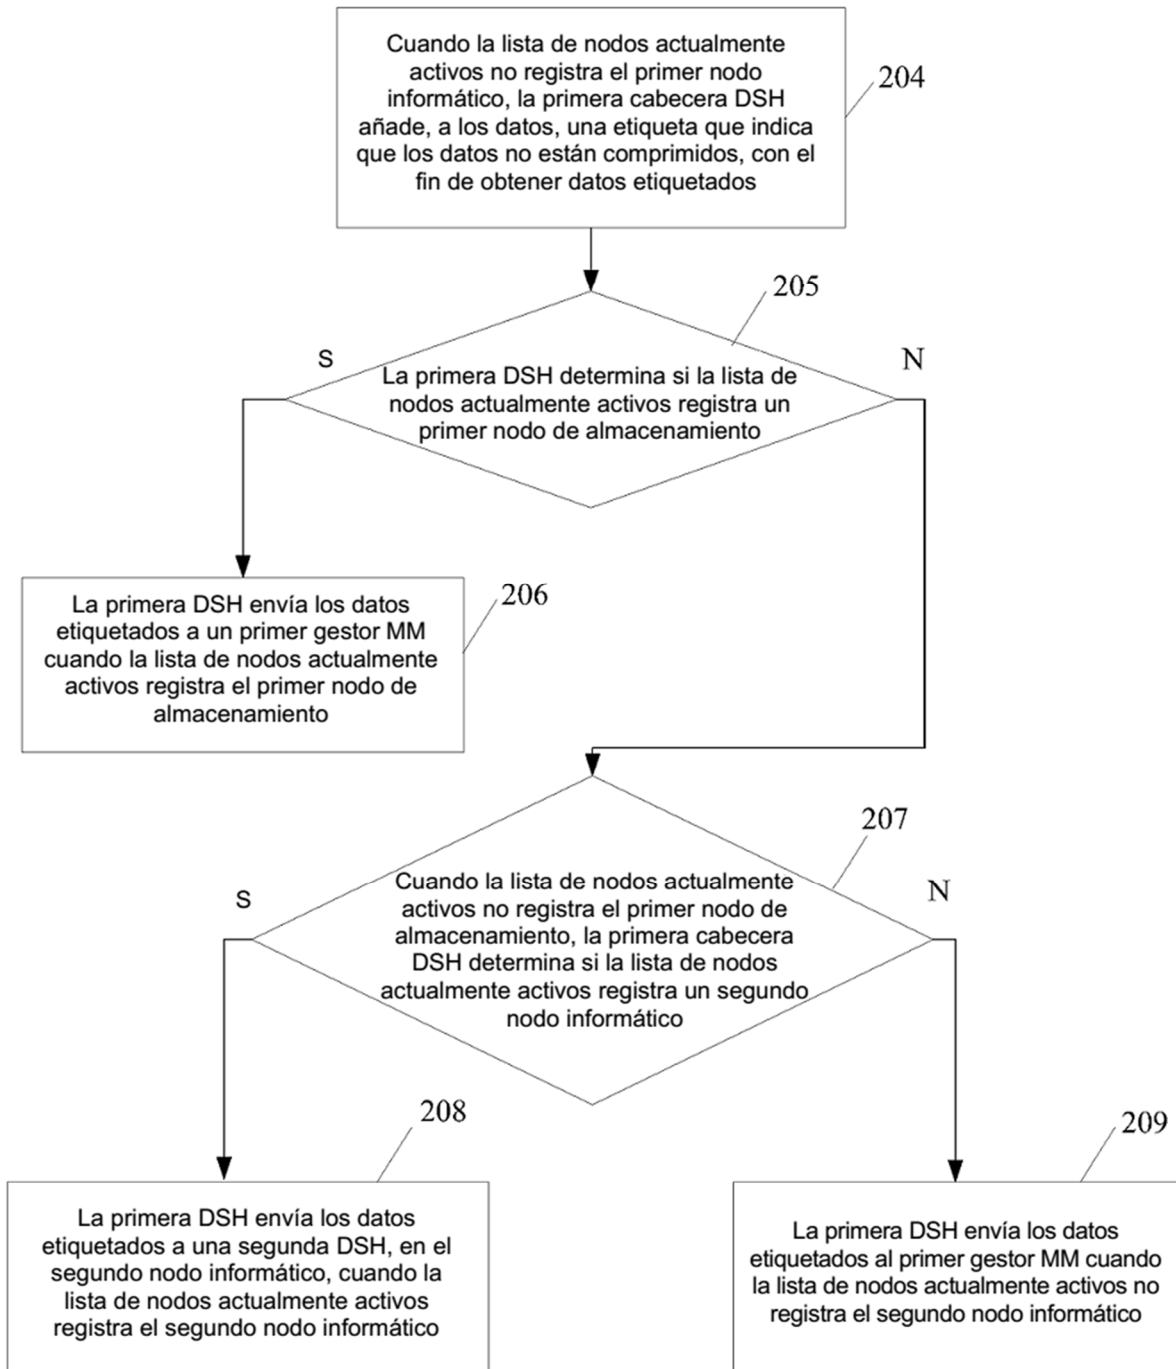 Cuando la lista de nodos actualmente
activos no registra el primer nodo
informático, la primera cabecera DSH
añade, a los datos, una etiqueta que indica
que los datos no están comprimidos, con el
fin de obtener datos etiquetados
204
205
S
N
La primera DSH determina si la lista de
nodos actualmente activos registra un
primer nodo de almacenamiento
La primera DSH envía los datos
etiquetados a un primer gestor MM
cuando la lista de nodos actualmente
activos registra el primer nodo de
almacenamiento
206
207
S
N
Cuando la lista de nodos actualmente
activos no registra el primer nodo de
almacenamiento, la primera cabecera
DSH determina si la lista de nodos
actualmente activos registra un segundo
nodo informático
208
209
La primera DSH envía los datos
etiquetados a una segunda DSH, en el
segundo nodo informático, cuando la
lista de nodos actualmente activos
registra el segundo nodo informático
La primera DSH envía los datos
etiquetados al primer gestor MM cuando
la lista de nodos actualmente activos no
registra el segundo nodo informático